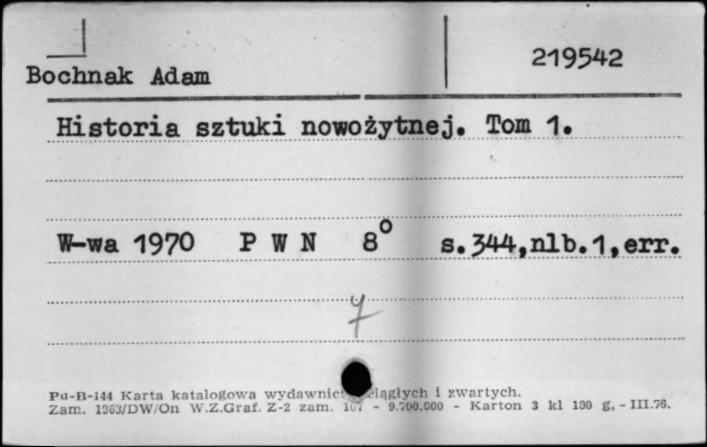 219542
Bochnak Adam
Historia sztuki nowożytnej. Tom 1.
W-wa 1970 P W N 8° s.344,nlb.1,err.
Pu-B-144 Karta katalogowa wydawnictw ciągłych i zwartych.
Zam. 1363/DW/On W.Z.Graf. Z-2 zam. - 9.700.000 - Karton 3 kl 180 g. - III.76.